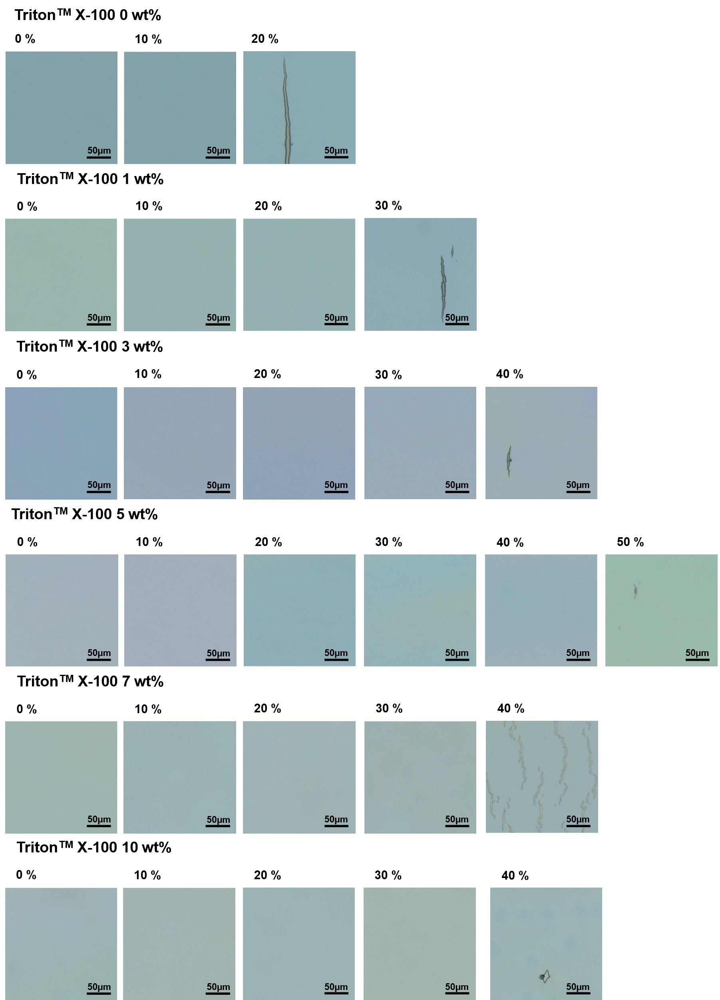 Triton™ X-100 0 wt%
0 % 10 % 20 %
50µm 50µm 50µm
Triton™ X-100 1 wt%
0 % 10 % 20 % 30 %
50µm 50µm 50µm 50µm
Triton™ X-100 3 wt%
0 % 10 % 20 % 30 % 40 %
50µm 50µm 50µm 50µm 50µm
Triton™ X-100 5 wt%
0 % 10 % 20 % 30 % 40 % 50 %
50µm 50µm 50µm 50µm 50µm 50µm
Triton™ X-100 7 wt%
0 % 10 % 20 % 30 % 40 %
50µm 50µm 50µm 50µm 50µm
Triton™ X-100 10 wt%
0 % 10 % 20 % 30 % 40 %
50µm 50µm 50µm 50µm 50µm